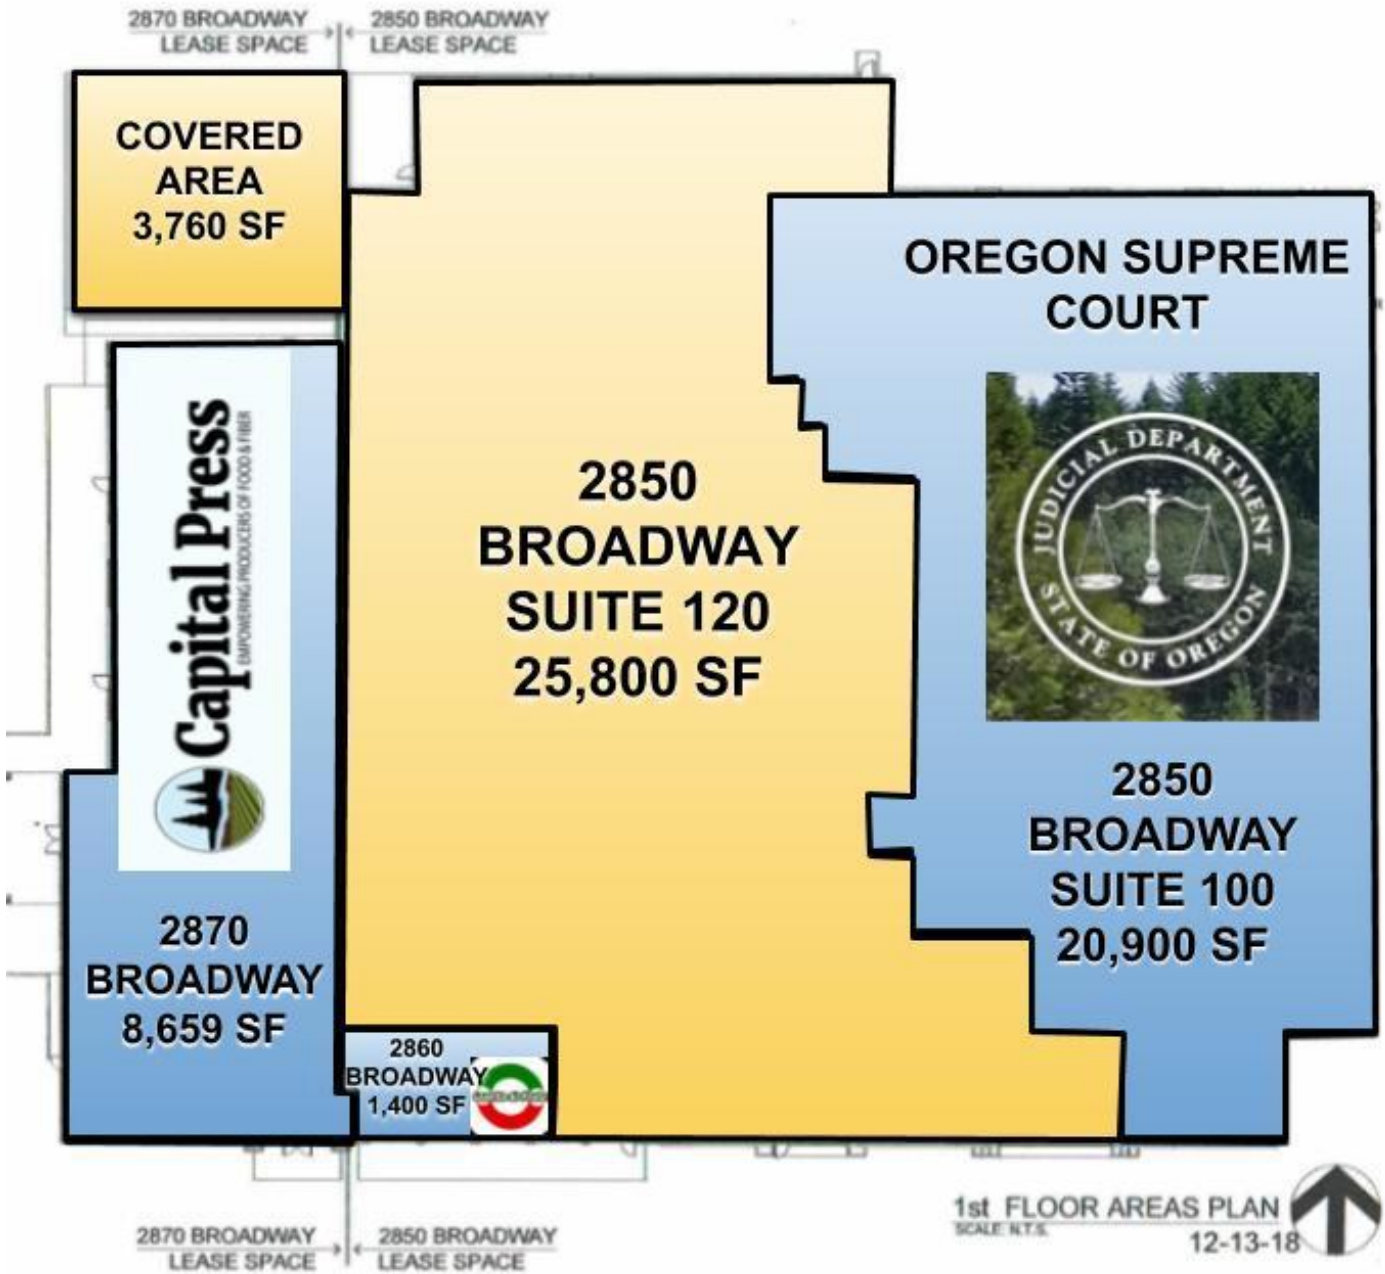 2870 BROADWAY
LEASE SPACE
2850 BROADWAY
LEASE SPACE
COVERED
AREA
3,760 SF
OREGON SUPREME
COURT
JUDICIAL DEPARTMENT
STATE OF OREGON
Capital Press
EMPOWERING PRODUCERS OF FOOD & FIBER
2850
BROADWAY
SUITE 120
25,800 SF
2850
BROADWAY
SUITE 100
20,900 SF
2870
BROADWAY
8,659 SF
2860
BROADWAY
1,400 SF
1st FLOOR AREAS PLAN
SCALE: N.T.S.
12-13-18
2870 BROADWAY
LEASE SPACE
2850 BROADWAY
LEASE SPACE